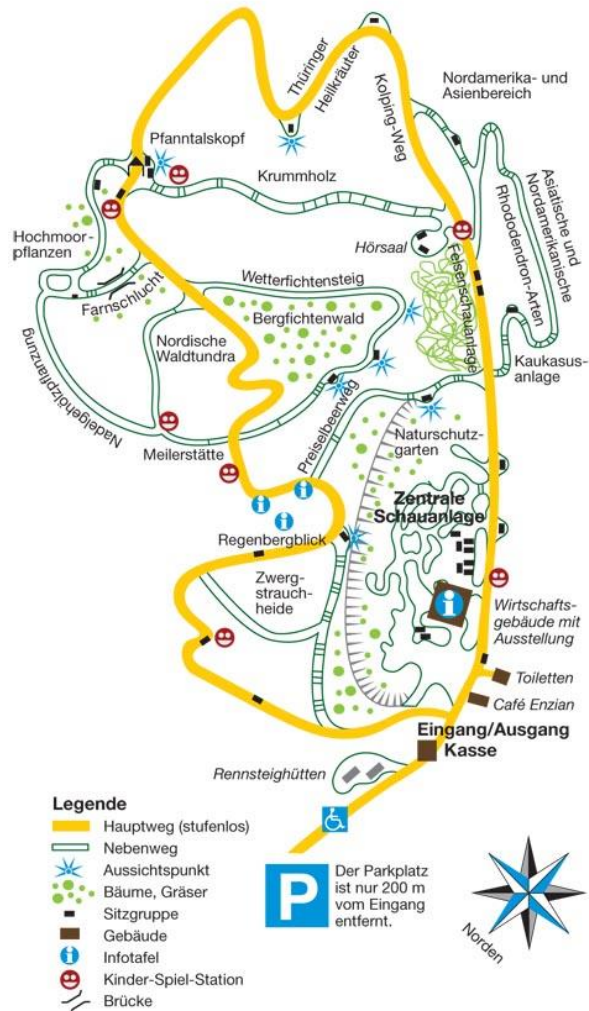 Thüringer
Heilkräuter
Kolping-Weg
Nordamerika- und
Asienbereich
Pfanntalskopf
Krummholz
Asiatische und
Nordamerikanische
Rhododendron-Arten
Hochmoor-
pflanzen
Hörsaal
Felsenschauanlage
Farnschlucht
Wetterfichtensteig
Bergfichtenwald
Nordische
Waldtundra
Kaukasus-
anlage
Nadelgehölzpflanzung
Preiselbeerweg
Naturschutz-
garten
Meilerstätte
Zentrale
Schauanlage
Regenbergblick
Zwerg-
strauch-
heide
Wirtschafts-
gebäude mit
Ausstellung
Toiletten
Café Enzian
Eingang/Ausgang
Kasse
Rennsteighütten
Legende
Hauptweg (stufenlos)
Nebenweg
Aussichtspunkt
Bäume, Gräser
Sitzgruppe
Gebäude
Infotafel
Kinder-Spiel-Station
Brücke
P
Der Parkplatz
ist nur 200 m
vom Eingang
entfernt.
Norden